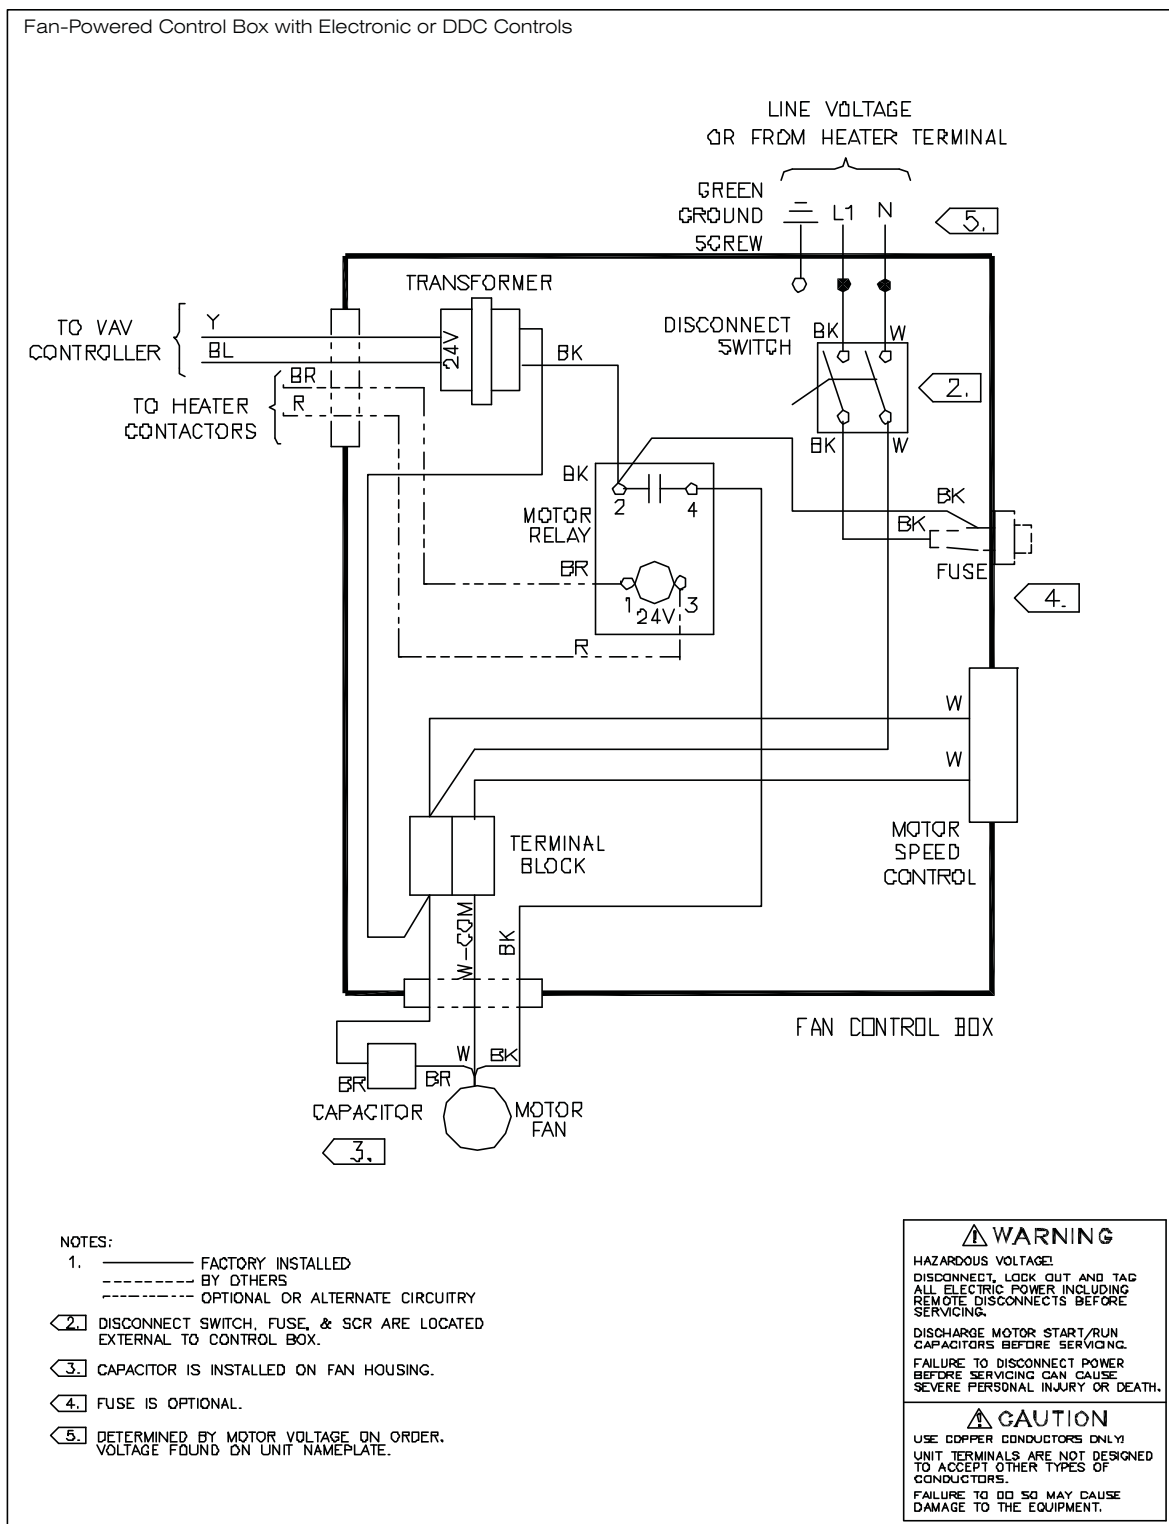 Fan-Powered Control Box with Electronic or DDC Controls
LINE VOLTAGE
OR FROM HEATER TERMINAL
GREEN
GROUND
SCREW
L1
N
5.
TRANSFORMER
TO VAV
CONTROLLER
Y
BL
24V
BK
DISCONNECT
SWITCH
BK
W
2.
BR
R
TO HEATER
CONTACTORS
BK
W
BK
2
4
MOTOR
RELAY
BK
BK
FUSE
BR
1
24V
3
4.
R
W
W
MOTOR
SPEED
CONTROL
TERMINAL
BLOCK
W-COM
BK
FAN CONTROL BOX
W
BK
BR
BR
CAPACITOR
MOTOR
FAN
3.
NOTES:
1. FACTORY INSTALLED
BY OTHERS
OPTIONAL OR ALTERNATE CIRCUITRY
2. DISCONNECT SWITCH, FUSE, & SCR ARE LOCATED
EXTERNAL TO CONTROL BOX.
3. CAPACITOR IS INSTALLED ON FAN HOUSING.
4. FUSE IS OPTIONAL.
5. DETERMINED BY MOTOR VOLTAGE ON ORDER.
VOLTAGE FOUND ON UNIT NAMEPLATE.
WARNING
HAZARDOUS VOLTAGE!
DISCONNECT, LOCK OUT AND TAG
ALL ELECTRIC POWER INCLUDING
REMOTE DISCONNECTS BEFORE
SERVICING.
DISCHARGE MOTOR START/RUN
CAPACITORS BEFORE SERVICING.
FAILURE TO DISCONNECT POWER
BEFORE SERVICING CAN CAUSE
SEVERE PERSONAL INJURY OR DEATH.
CAUTION
USE COPPER CONDUCTORS ONLY!
UNIT TERMINALS ARE NOT DESIGNED
TO ACCEPT OTHER TYPES OF
CONDUCTORS.
FAILURE TO DO SO MAY CAUSE
DAMAGE TO THE EQUIPMENT.